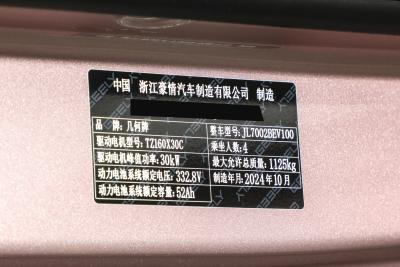 中国 浙江豪情汽车制造有限公司 制造
品 牌：几何牌 整车型号：JL7002BEV100
驱动电机型号：TZ160X30C 乘坐人数：4
驱动电机峰值功率：30kW 最大允许总质量：1125kg
动力电池系统额定电压：332.8V 制造年月：2024年10月
动力电池系统额定容量：52Ah